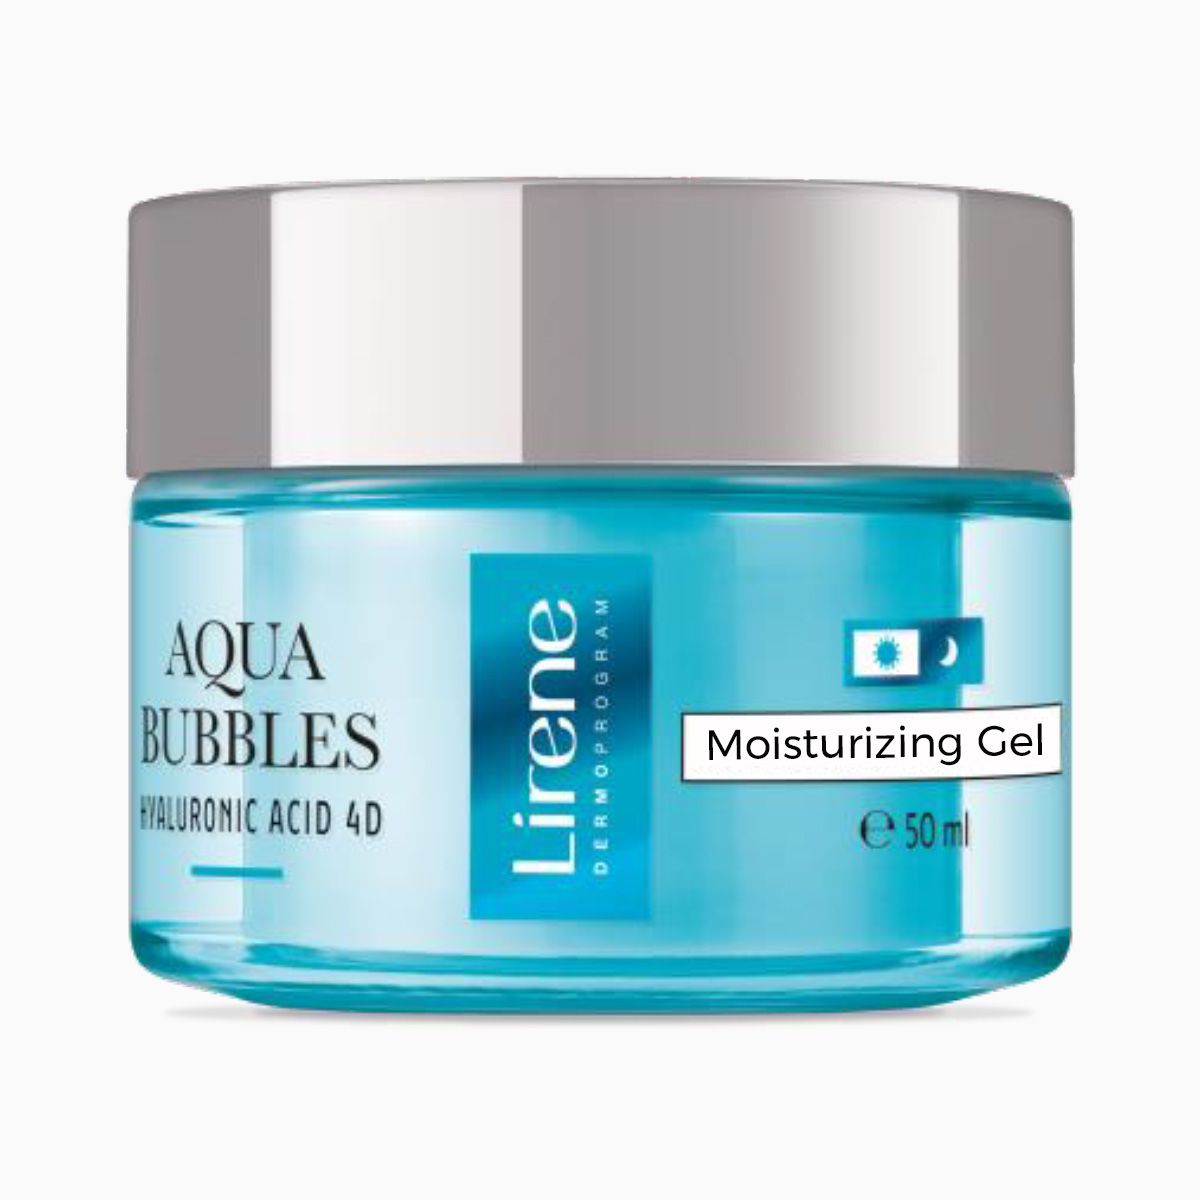 AQUA
BUBBLES
HYALURONIC ACID 4D
Lirene
DERMOPROGRAM
Moisturizing Gel
℮ 50 ml